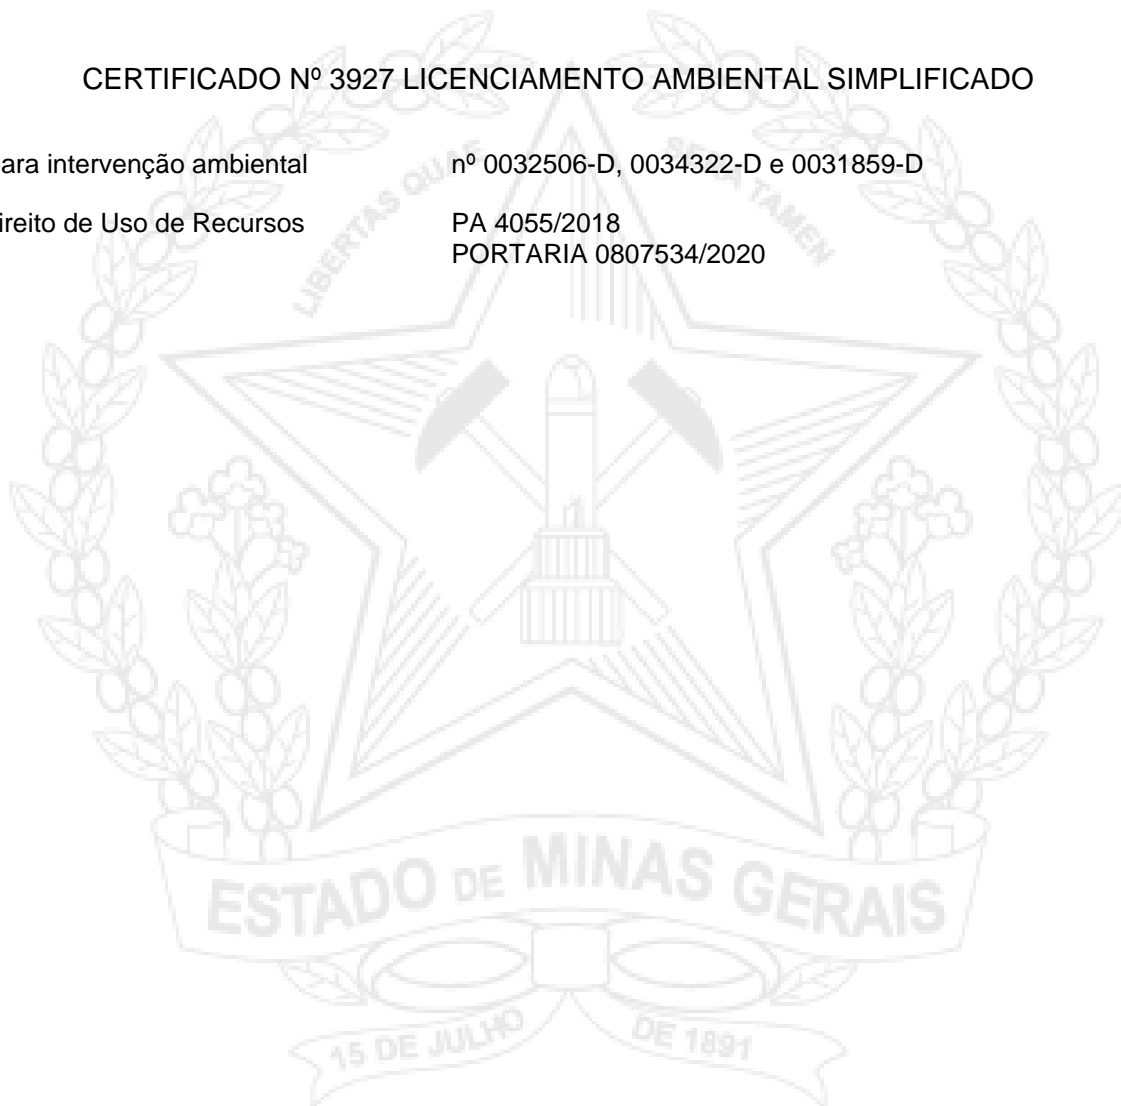 CERTIFICADO Nº 3927 LICENCIAMENTO AMBIENTAL SIMPLIFICADO
ara intervenção ambiental nº 0032506-D, 0034322-D e 0031859-D
ireito de Uso de Recursos PA 4055/2018
PORTARIA 0807534/2020
LIBERTAS QUAE SERA TAMEN
ESTADO DE MINAS GERAIS
15 DE JULHO DE 1891